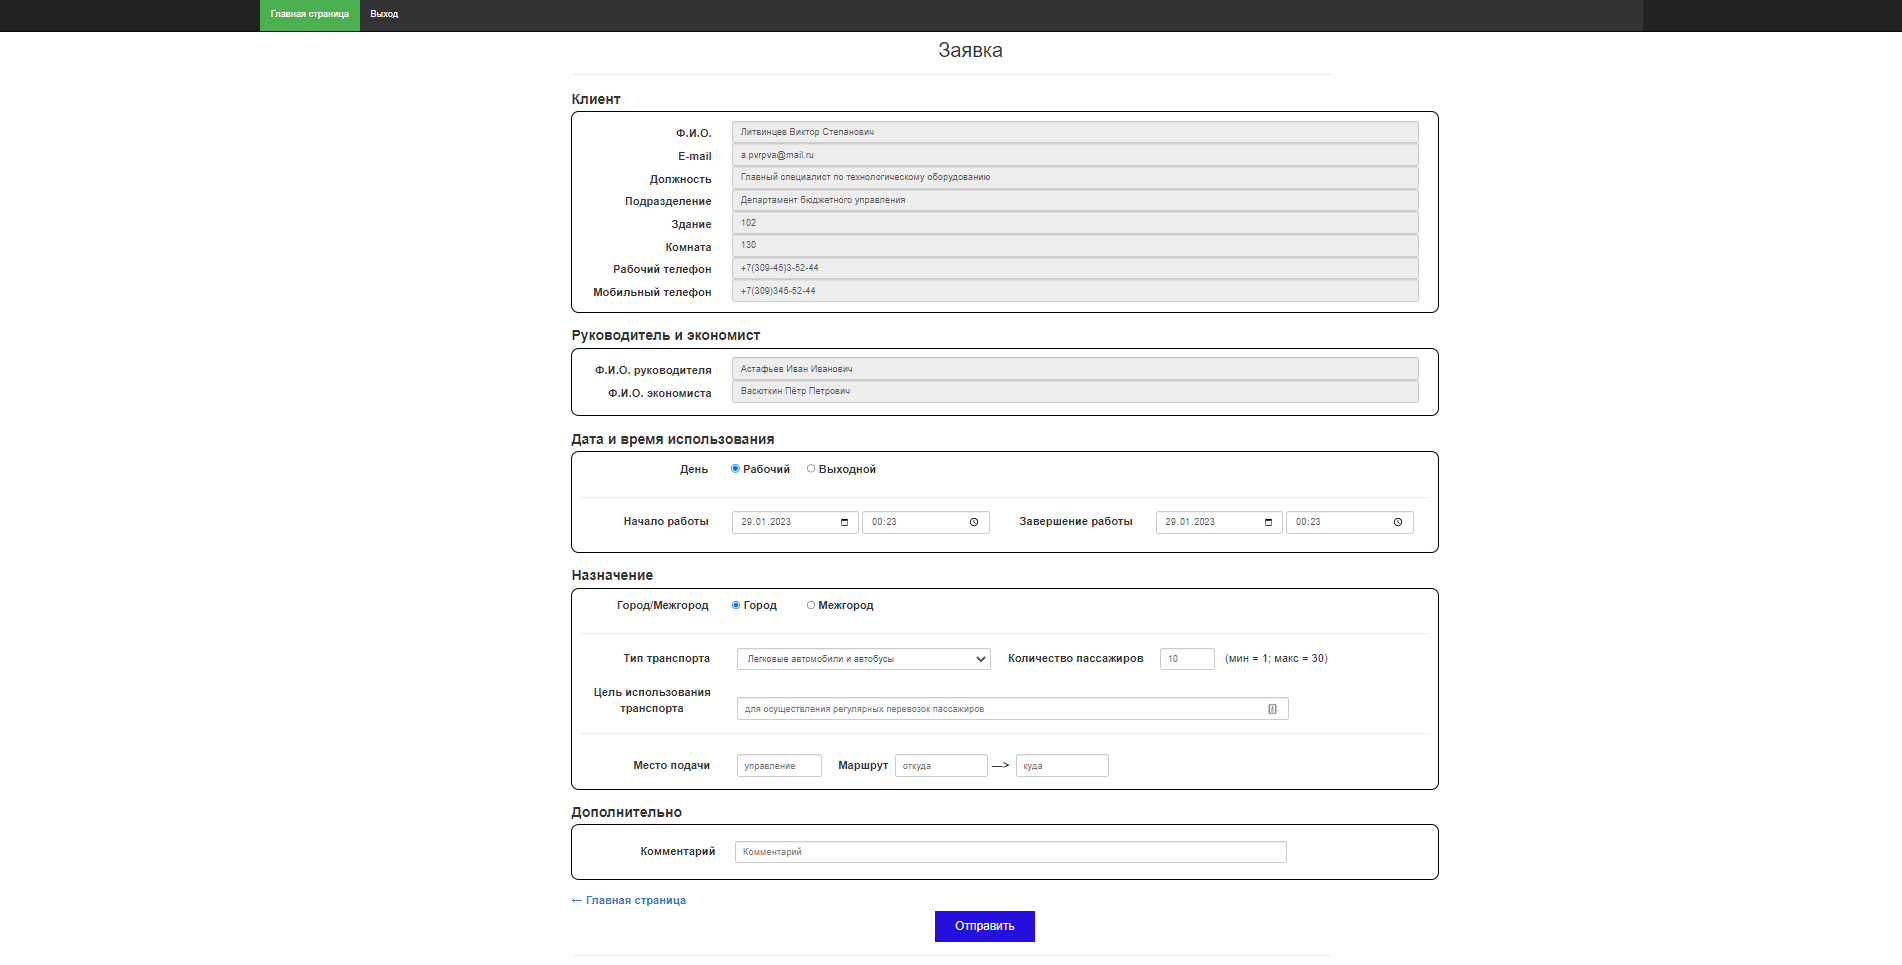 Главная страница Выход
Заявка
Клиент
Ф.И.О. Литвинцев Виктор Степанович
E-mail a.pvrpva@mail.ru
Должность Главный специалист по технологическому оборудованию
Подразделение Департамент бюджетного управления
Здание 102
Комната 130
Рабочий телефон +7(309-45)3-52-44
Мобильный телефон +7(309)345-52-44
Руководитель и экономист
Ф.И.О. руководителя Астафьев Иван Иванович
Ф.И.О. экономиста Васюткин Пётр Петрович
Дата и время использования
День Рабочий Выходной
Начало работы 29.01.2023 00:23 Завершение работы 29.01.2023 00:23
Назначение
Город/Межгород Город Межгород
Тип транспорта Легковые автомобили и автобусы Количество пассажиров 10 (мин = 1; макс = 30)
Цель использования
транспорта для осуществления регулярных перевозок пассажиров
Место подачи управление Маршрут откуда —> куда
Дополнительно
Комментарий Комментарий
← Главная страница
Отправить